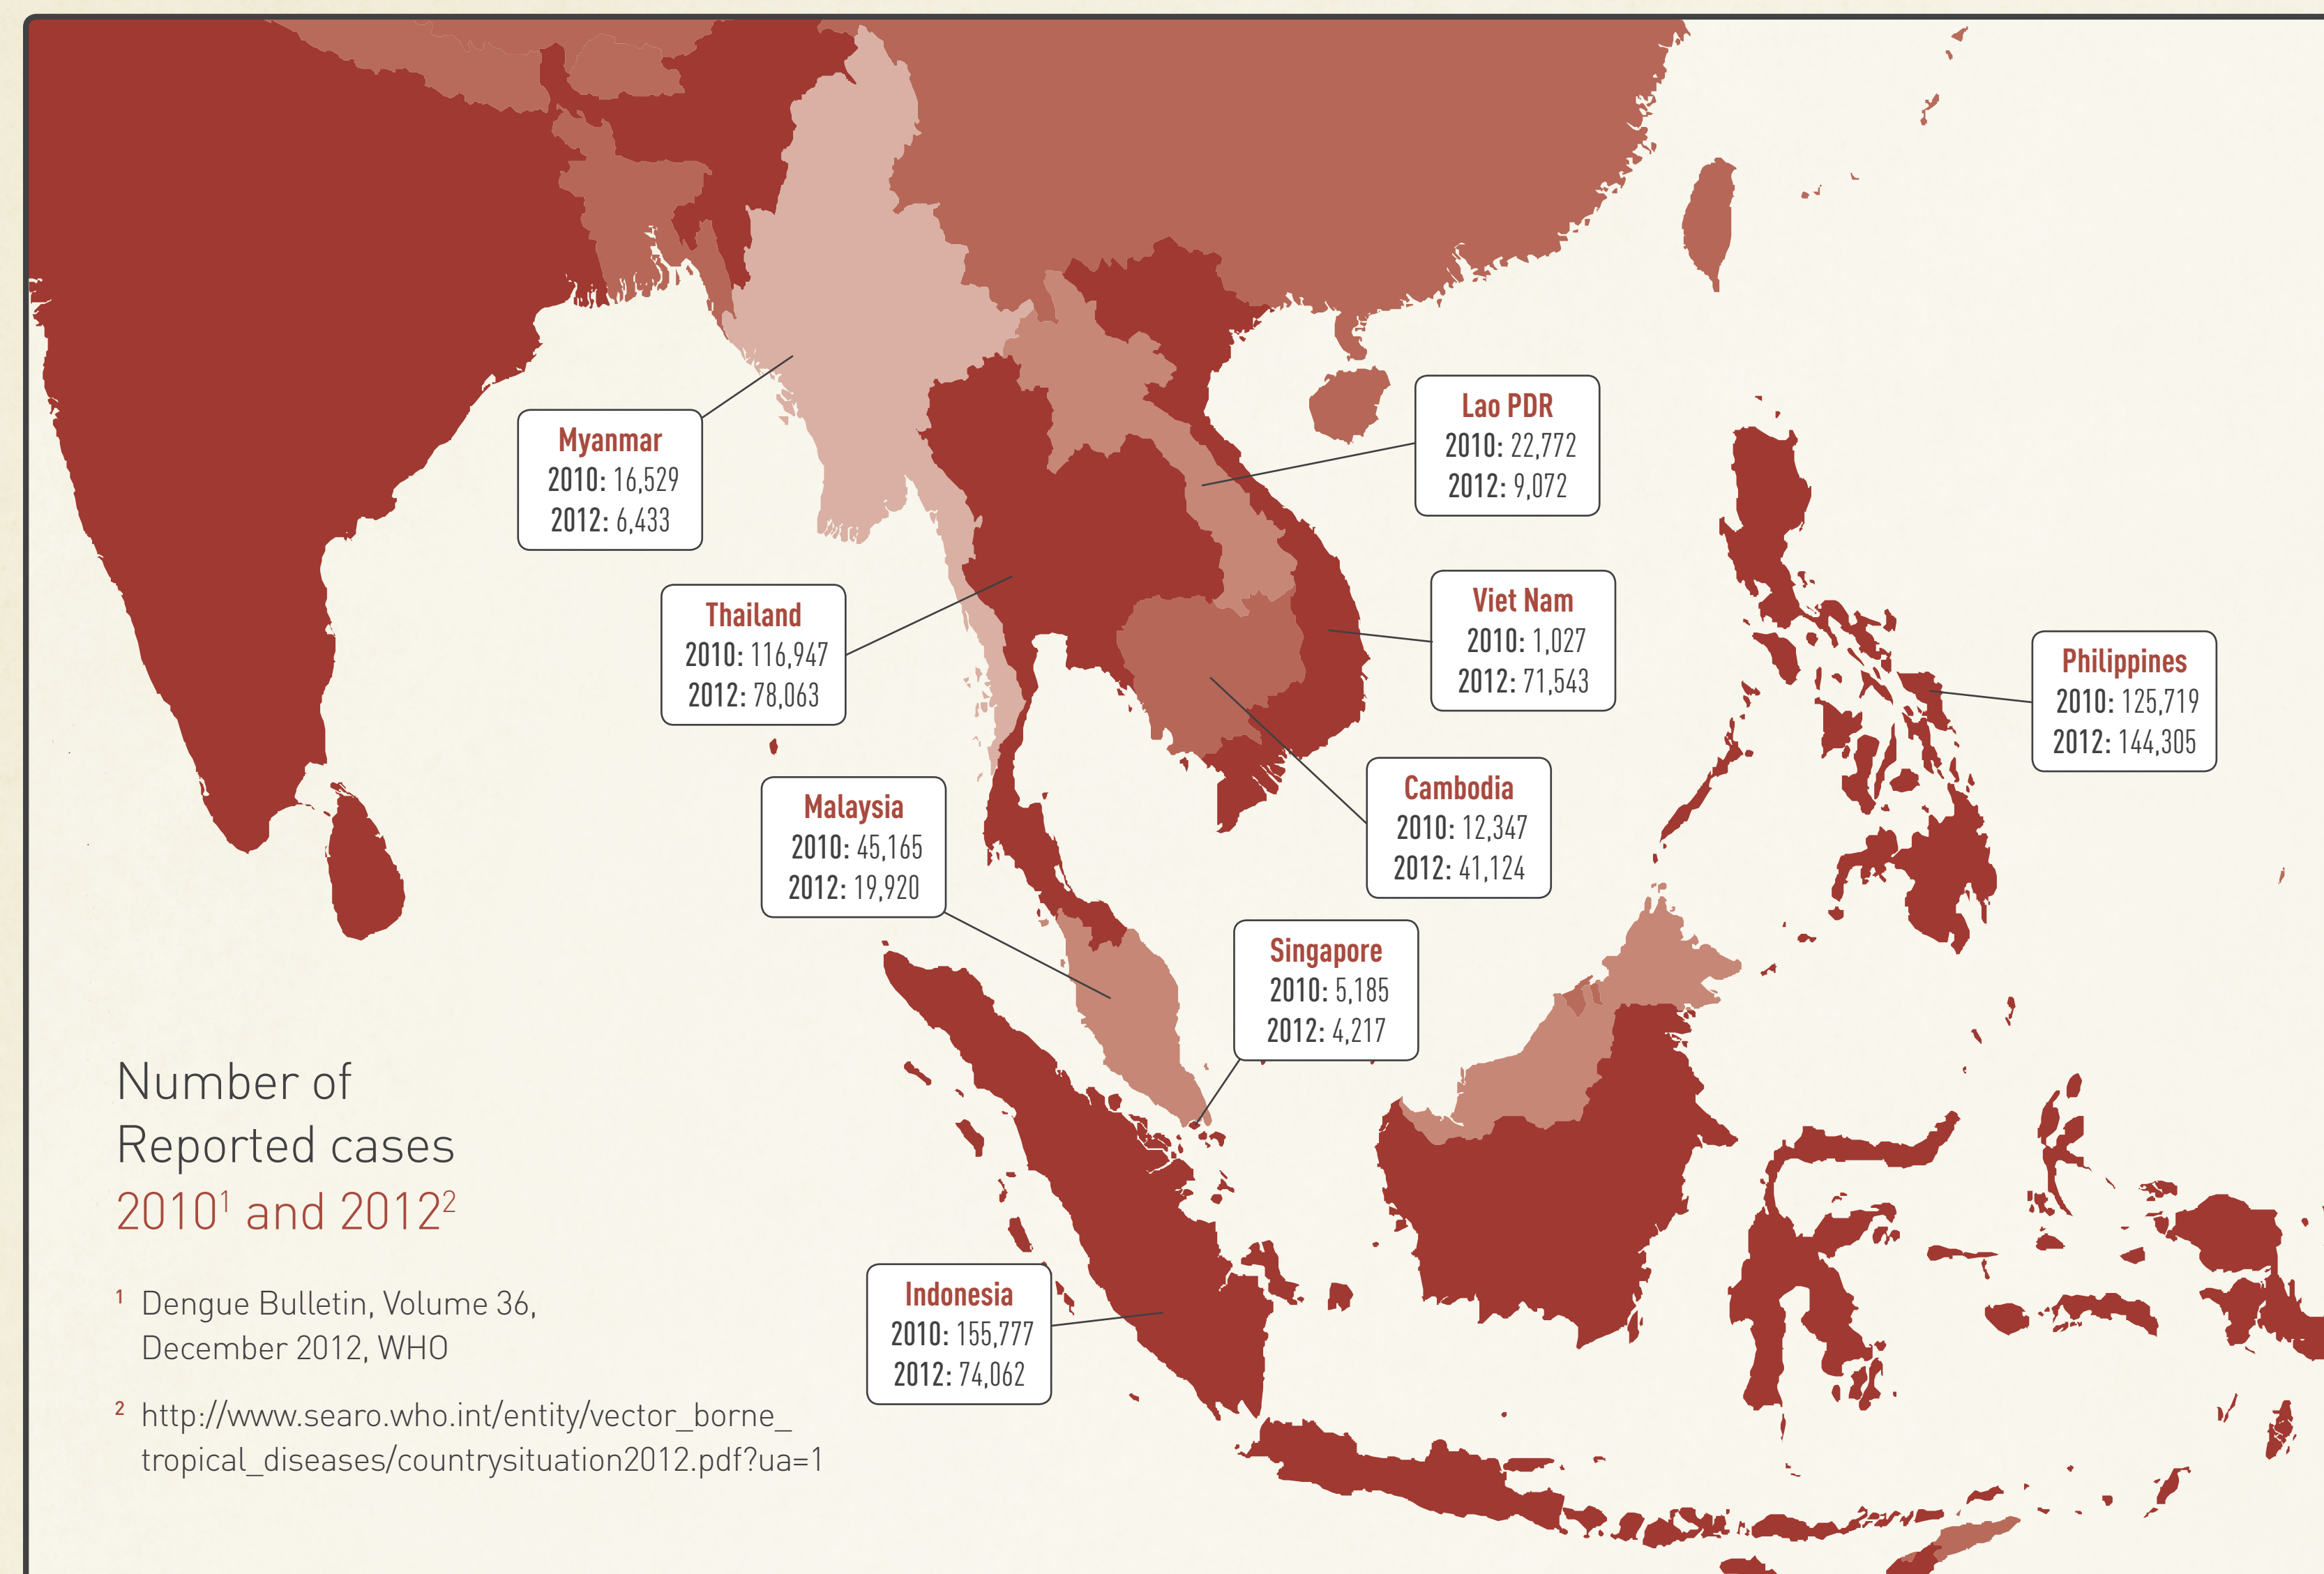 Lao PDR
2010: 22,772
2012: 9,072
Myanmar
2010: 16,529
2012: 6,433
Thailand
2010: 116,947
2012: 78,063
Viet Nam
2010: 1,027
2012: 71,543
Philippines
2010: 125,719
2012: 144,305
Malaysia
2010: 45,165
2012: 19,920
Cambodia
2010: 12,347
2012: 41,124
Singapore
2010: 5,185
2012: 4,217
Number of
Reported cases
2010¹ and 2012²
Indonesia
2010: 155,777
2012: 74,062
1 Dengue Bulletin, Volume 36,
December 2012, WHO
2 http://www.searo.who.int/entity/vector_borne_
tropical_diseases/countrysituation2012.pdf?ua=1